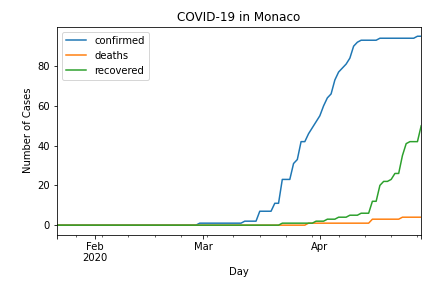 COVID-19 in Monaco
confirmed
deaths
recovered
Number of Cases
80
60
40
20
0
Feb
2020
Mar
Apr
Day